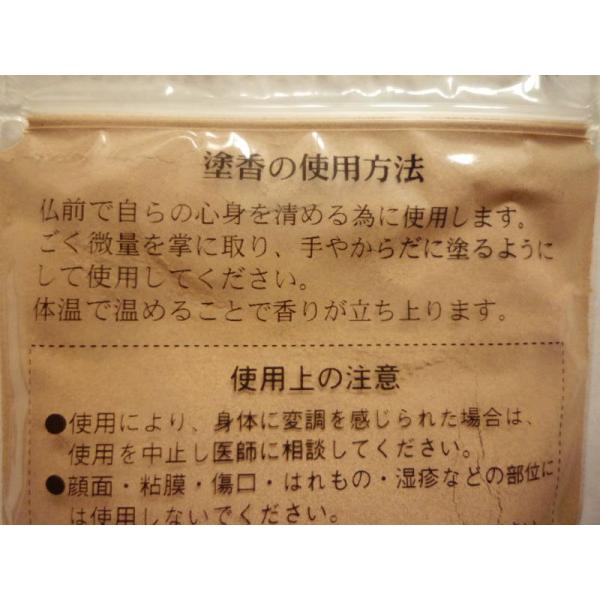 塗香の使用方法
仏前で自らの心身を清める為に使用します。
ごく微量を掌に取り、手やからだに塗るように
して使用してください。
体温で温めることで香りが立ち上ります。
使用上の注意
●使用により、身体に変調を感じられた場合は、
使用を中止し医師に相談してください。
●顔面・粘膜・傷口・はれもの・湿疹などの部位に
は使用しないでください。